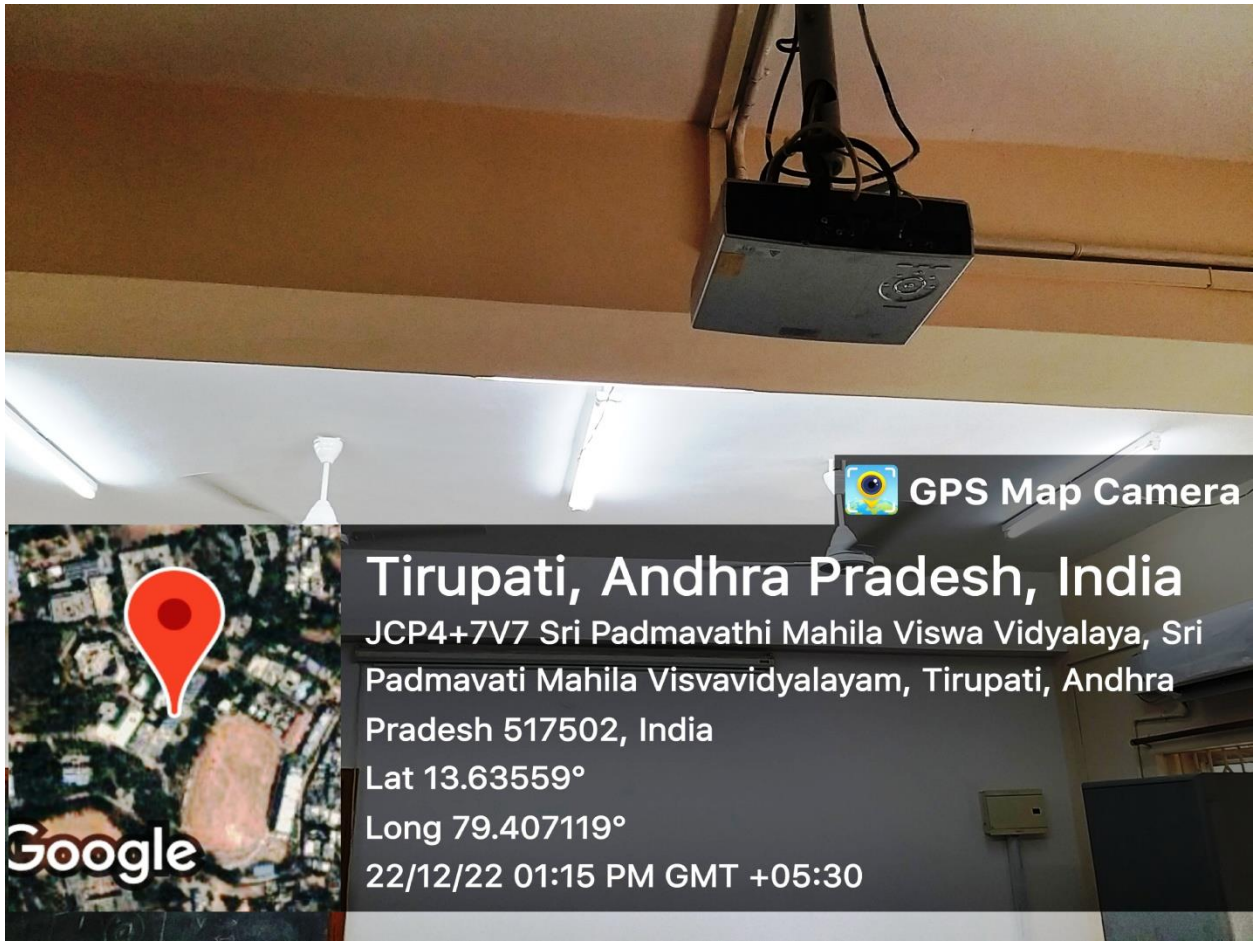 GPS Map Camera
Tirupati, Andhra Pradesh, India
JCP4+7V7 Sri Padmavathi Mahila Viswa Vidyalaya, Sri
Padmavati Mahila Visvavidyalayam, Tirupati, Andhra
Pradesh 517502, India
Lat 13.63559°
Long 79.407119°
22/12/22 01:15 PM GMT +05:30
Google